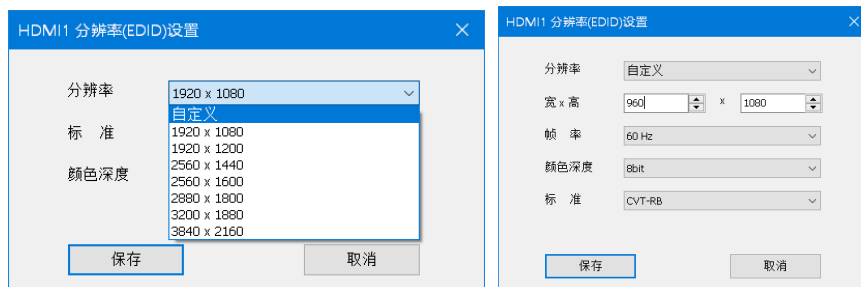 HDMI1 分辨率(EDID)设置
分辨率
1920 x 1080
自定义
标 准
1920 x 1080
1920 x 1200
颜色深度
2560 x 1440
2560 x 1600
2880 x 1800
3200 x 1880
3840 x 2160
保存
取消
HDMI1 分辨率(EDID)设置
分辨率
自定义
宽 x 高
960
x
1080
帧 率
60 Hz
颜色深度
8bit
标 准
CVT-RB
保存
取消